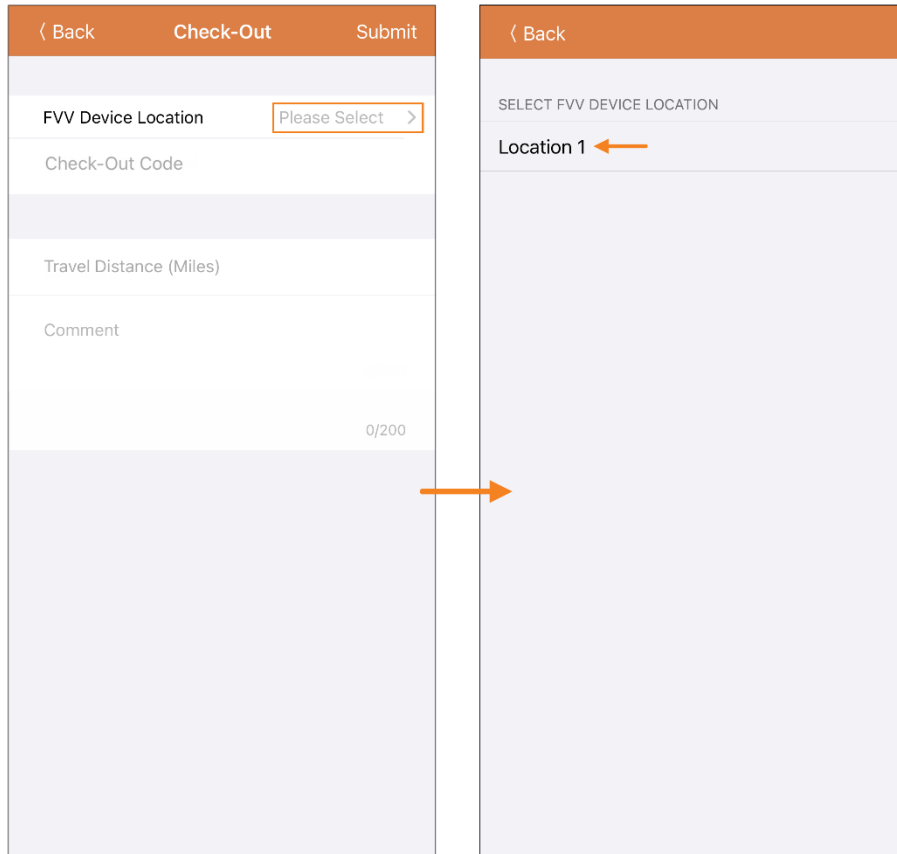 Back Check-Out Submit
FVV Device Location Please Select
Check-Out Code
Travel Distance (Miles)
Comment
0/200
Back
SELECT FVV DEVICE LOCATION
Location 1